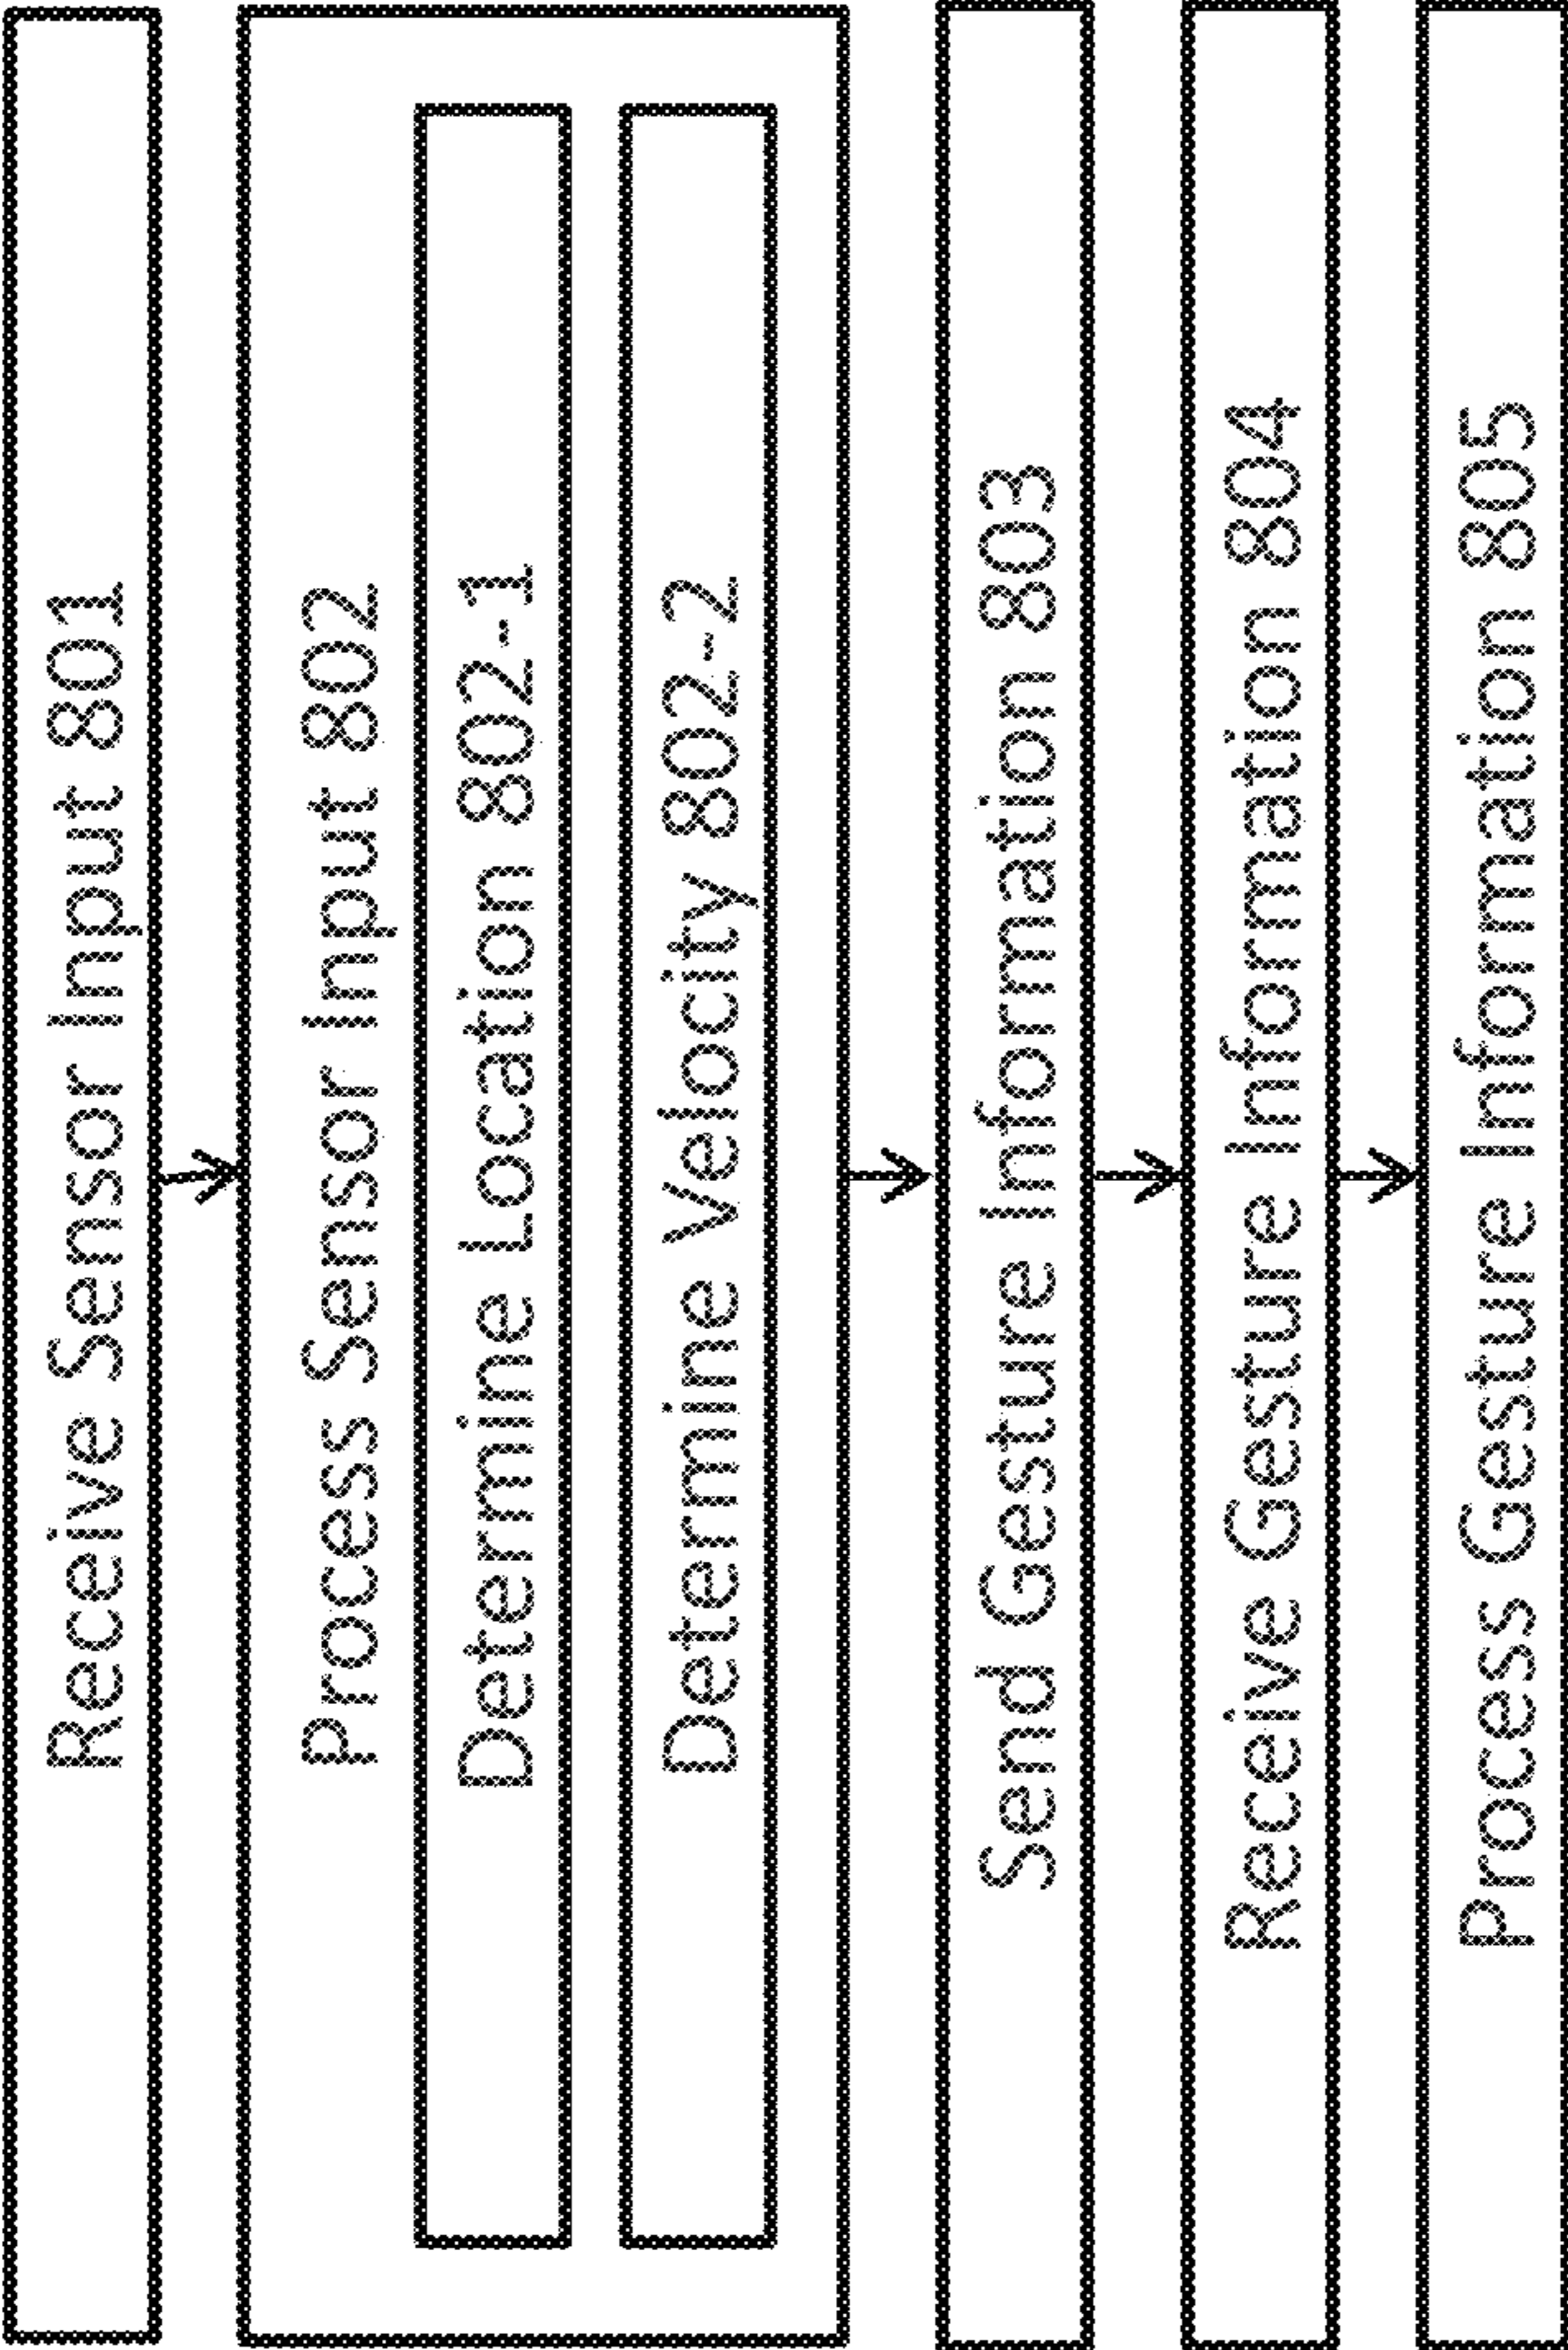 Receive Sensor Input 801
Process Sensor Input 802
Determine Location 802-1
Determine Velocity 802-2
Send Gesture Information 803
Receive Gesture Information 804
Process Gesture Information 805